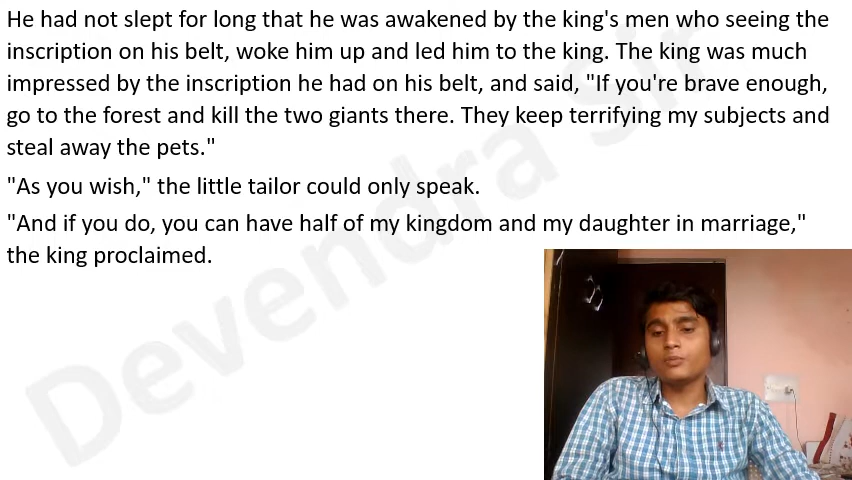 He had not slept for long that he was awakened by the king's men who seeing the
inscription on his belt, woke him up and led him to the king. The king was much
impressed by the inscription he had on his belt, and said, "If you're brave enough,
go to the forest and kill the two giants there. They keep terrifying my subjects and
steal away the pets."
"As you wish," the little tailor could only speak.
"And if you do, you can have half of my kingdom and my daughter in marriage,"
the king proclaimed.
Devendra Sir